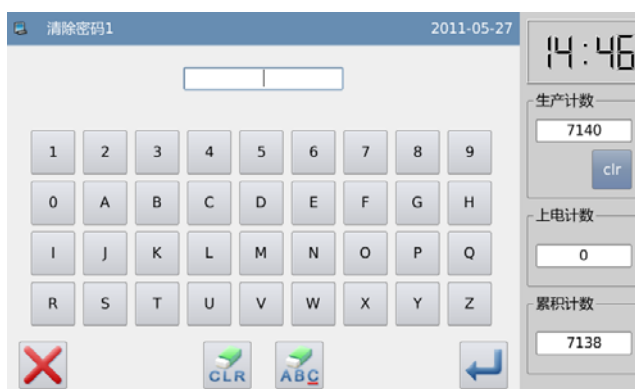 清除密码1 2011-05-27
14:46
生产计数
7140
clr
上电计数
0
累积计数
7138
1 2 3 4 5 6 7 8 9
0 A B C D E F G H
I J K L M N O P Q
R S T U V W X Y Z
CLR ABC